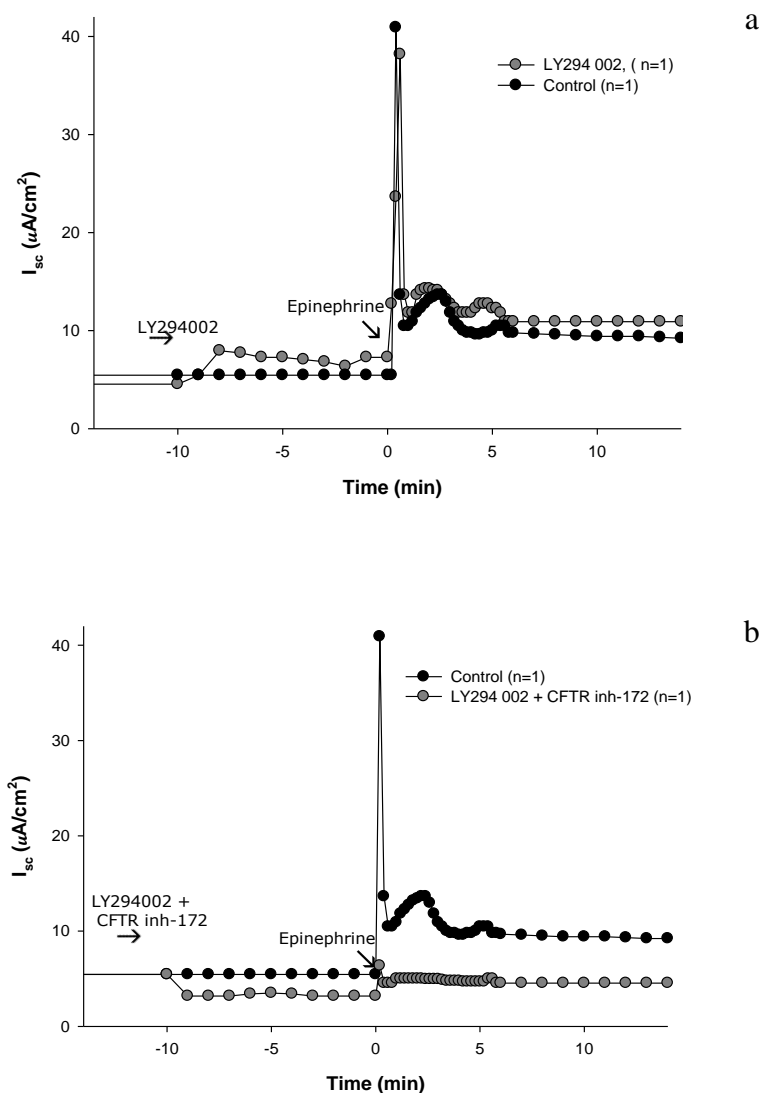 a
40
30
20
10
0
LY294 002, ( n=1)
Control (n=1)
Epinephrine
LY294002
Isc (µA/cm2)
-10
-5
0
5
10
Time (min)
b
40
30
20
10
0
Control (n=1)
LY294 002 + CFTR inh-172 (n=1)
LY294002 +
CFTR inh-172
Epinephrine
Isc (µA/cm2)
-10
-5
0
5
10
Time (min)